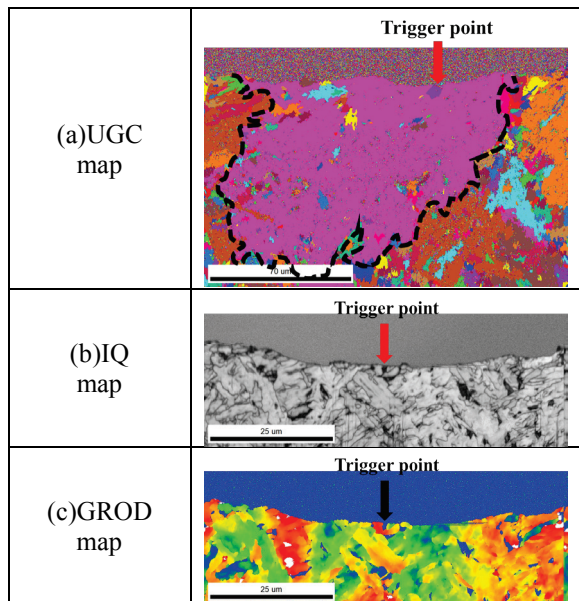 Trigger point
(a)UGC
map
70 um
Trigger point
(b)IQ
map
25 um
Trigger point
(c)GROD
map
25 um